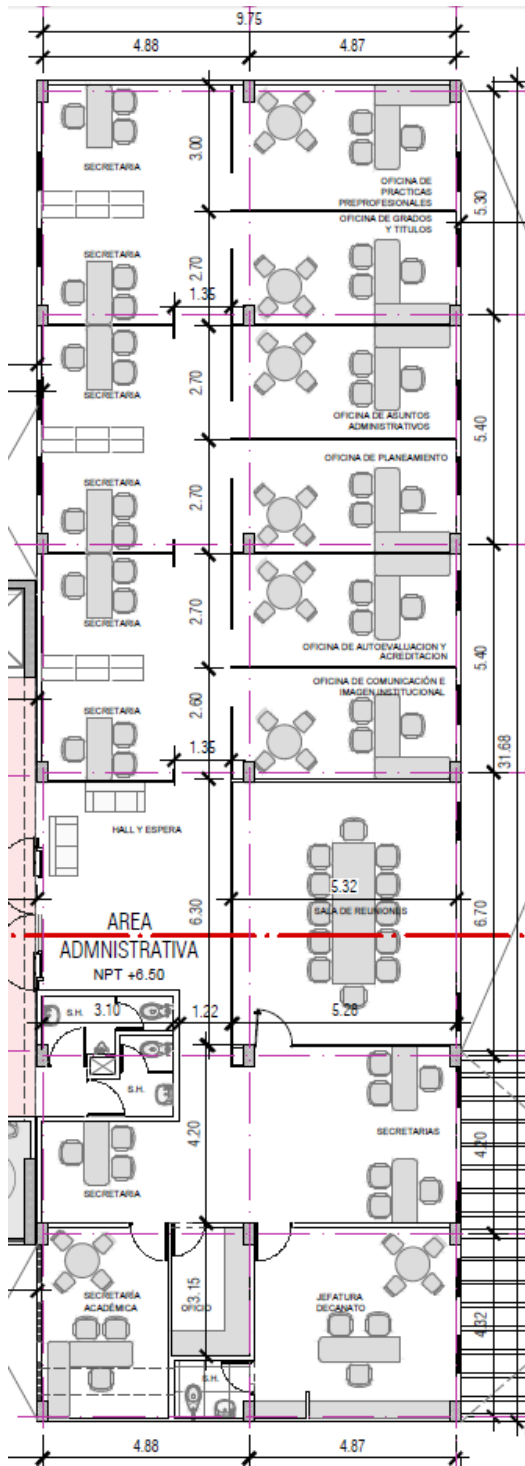 9.75
4.88
4.87
3.00
SECRETARIA
OFICINA DE
PRACTICAS
PREPROFESIONALES
5.30
OFICINA DE GRADOS
Y TITULOS
SECRETARIA
2.70
1.35
2.70
SECRETARIA
OFICINA DE ASUNTOS
ADMINISTRATIVOS
5.40
OFICINA DE PLANEAMIENTO
SECRETARIA
2.70
2.70
SECRETARIA
OFICINA DE AUTOEVALUACION Y
ACREDITACION
5.40
OFICINA DE COMUNICACIÓN E
IMAGEN INSTITUCIONAL
SECRETARIA
2.60
1.35
31.68
HALL Y ESPERA
5.32
SALA DE REUNIONES
6.30
6.70
AREA
ADMNISTRATIVA
NPT +6.50
S.H.
3.10
1.22
5.28
S.H.
4.20
SECRETARIAS
4.20
SECRETARIA
SECRETARÍA
ACADÉMICA
3.15
OFICIO
JEFATURA
DECANATO
4.32
S.H.
4.88
4.87